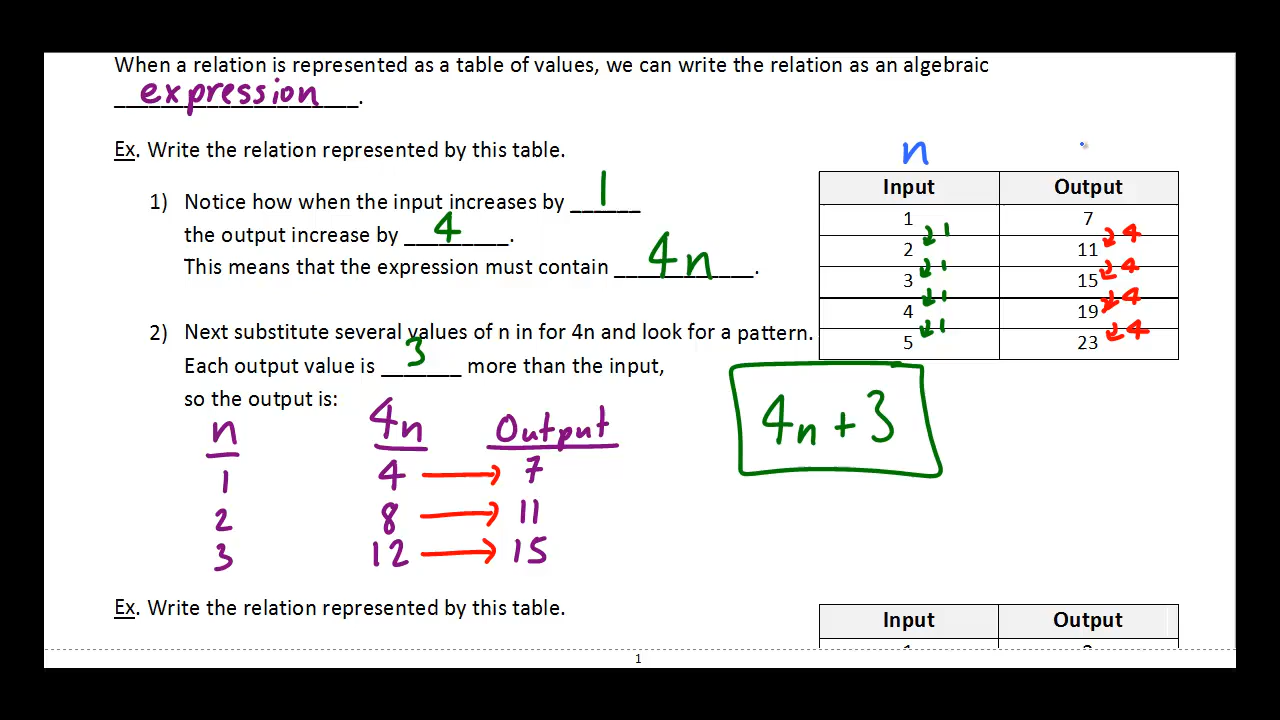 When a relation is represented as a table of values, we can write the relation as an algebraic
expression.
Ex. Write the relation represented by this table.
1) Notice how when the input increases by 1
the output increase by 4.
This means that the expression must contain 4n.
2) Next substitute several values of n in for 4n and look for a pattern.
Each output value is 3 more than the input,
so the output is:
n 4n Output
1 4 → 7
2 8 → 11
3 12 → 15
n
Input Output
1 7
1 4
2 11
1 4
3 15
1 4
4 19
1 4
5 23
4n + 3
Ex. Write the relation represented by this table.
Input Output
1